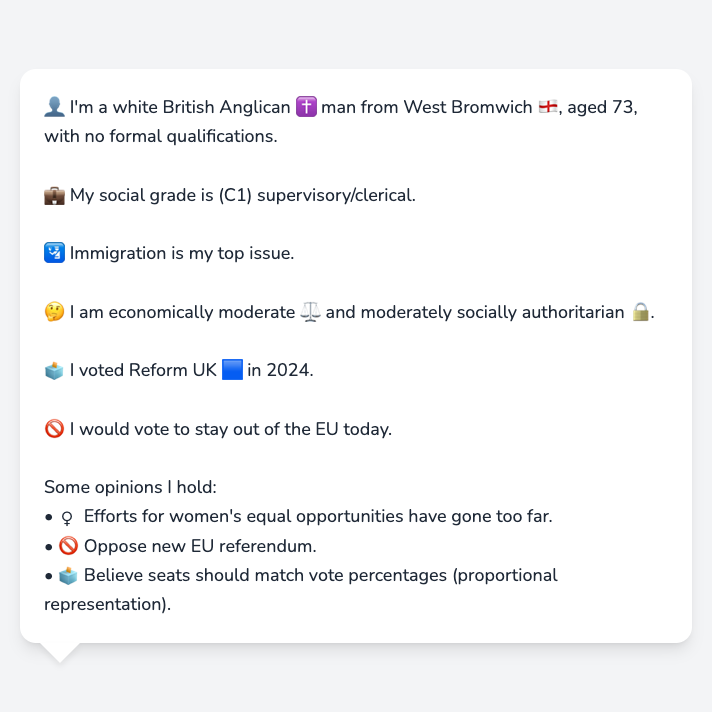 👤 I'm a white British Anglican ✝️ man from West Bromwich 🏴󠁧󠁢󠁥󠁮󠁧󠁿, aged 73,
with no formal qualifications.
💼 My social grade is (C1) supervisory/clerical.
🛂 Immigration is my top issue.
🤔 I am economically moderate ⚖️ and moderately socially authoritarian 🔒.
🗳️ I voted Reform UK 🟦 in 2024.
🚫 I would vote to stay out of the EU today.
Some opinions I hold:
• ♀ Efforts for women's equal opportunities have gone too far.
• 🚫 Oppose new EU referendum.
• 🗳️ Believe seats should match vote percentages (proportional
representation).